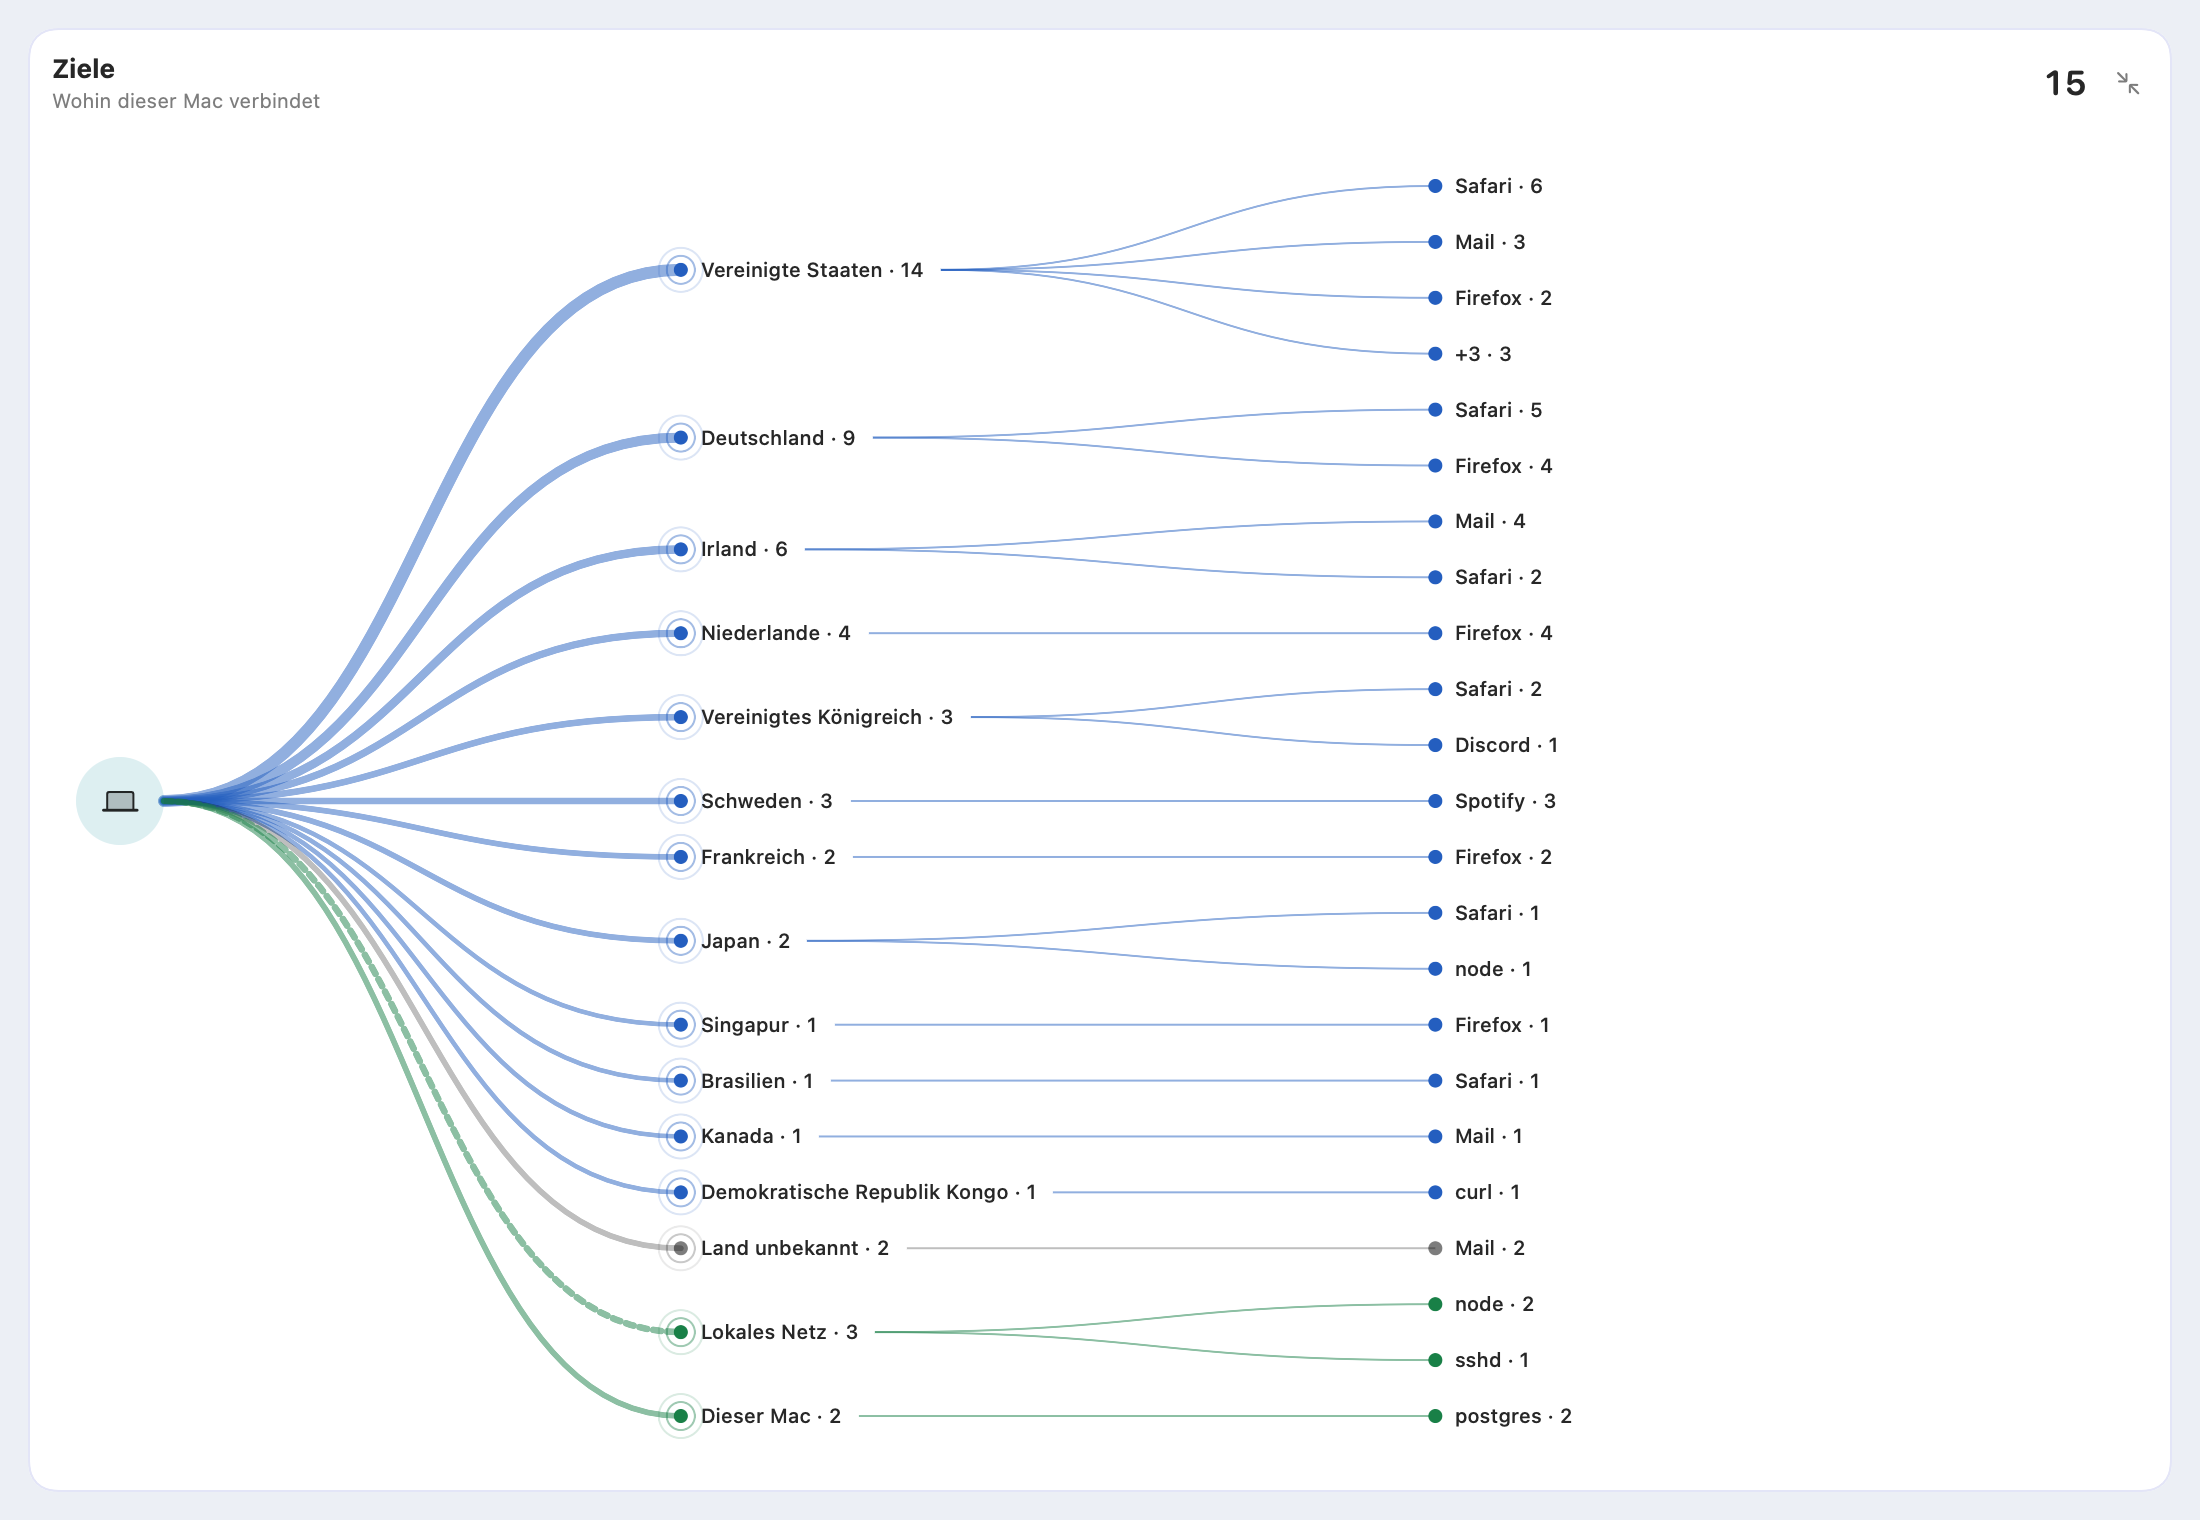 Ziele
Wohin dieser Mac verbindet
15
Vereinigte Staaten · 14
Safari · 6
Mail · 3
Firefox · 2
+3 · 3
Deutschland · 9
Safari · 5
Firefox · 4
Irland · 6
Mail · 4
Safari · 2
Niederlande · 4
Firefox · 4
Vereinigtes Königreich · 3
Safari · 2
Discord · 1
Schweden · 3
Spotify · 3
Frankreich · 2
Firefox · 2
Japan · 2
Safari · 1
node · 1
Singapur · 1
Firefox · 1
Brasilien · 1
Safari · 1
Kanada · 1
Mail · 1
Demokratische Republik Kongo · 1
curl · 1
Land unbekannt · 2
Mail · 2
Lokales Netz · 3
node · 2
sshd · 1
Dieser Mac · 2
postgres · 2